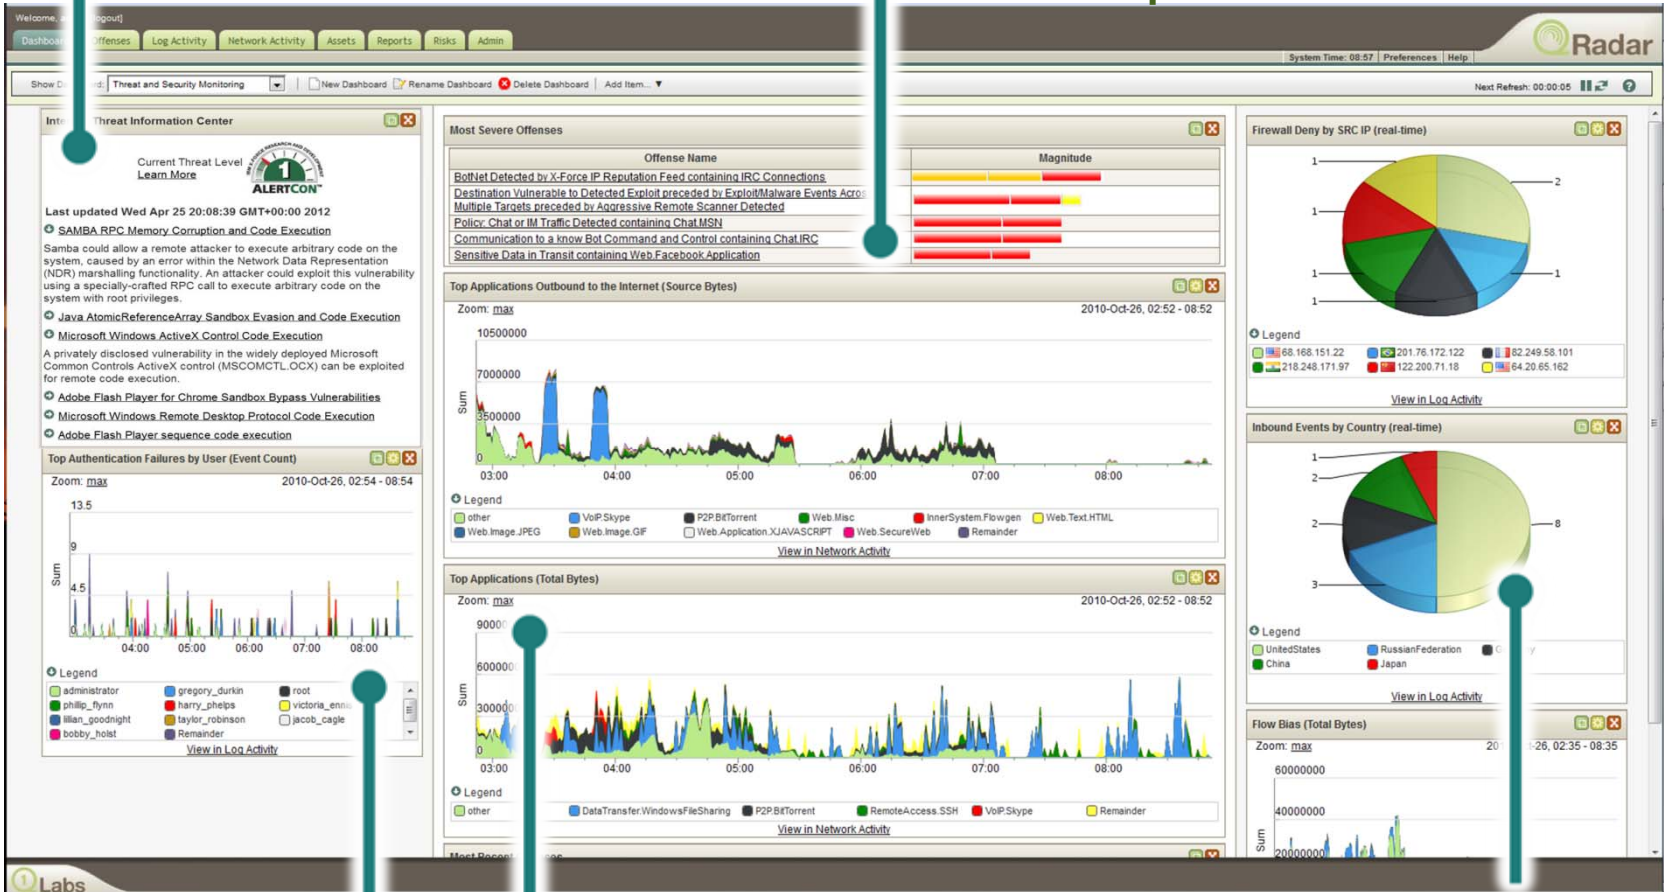 Welcome, logout]
Dashboard Offenses Log Activity Network Activity Assets Reports Risks Admin
QRadar
System Time: 08:57 Preferences Help
Show Threat and Security Monitoring New Dashboard Rename Dashboard Delete Dashboard Add Item... ▼
Next Refresh: 00:00:05
Threat Information Center
Current Threat Level
Learn More
1
ALERTCON™
Last updated Wed Apr 25 20:08:39 GMT+00:00 2012
SAMBA RPC Memory Corruption and Code Execution
Samba could allow a remote attacker to execute arbitrary code on the
system, caused by an error within the Network Data Representation
(NDR) marshalling functionality. An attacker could exploit this vulnerability
using a specially-crafted RPC call to execute arbitrary code on the
system with root privileges.
Java AtomicReferenceArray Sandbox Evasion and Code Execution
Microsoft Windows ActiveX Control Code Execution
A privately disclosed vulnerability in the widely deployed Microsoft
Common Controls ActiveX control (MSCOMCTL.OCX) can be exploited
for remote code execution.
Adobe Flash Player for Chrome Sandbox Bypass Vulnerabilities
Microsoft Windows Remote Desktop Protocol Code Execution
Adobe Flash Player sequence code execution
Top Authentication Failures by User (Event Count)
Zoom: max 2010-Oct-26, 02:54 - 08:54
13.5
9
4.5
0
Sum
04:00 05:00 06:00 07:00 08:00
Legend
administrator gregory_durkin root
phillip_flynn harry_phelps
lillian_goodnight taylor_robinson jacob_cagle
bobby_holst Remainder
View in Log Activity
Most Severe Offenses
Offense Name Magnitude
BotNet Detected by X-Force IP Reputation Feed containing IRC Connections
Destination Vulnerable to Detected Exploit preceded by Exploit/Malware Events Across
Multiple Targets preceded by Aggressive Remote Scanner Detected
Policy: Chat or IM Traffic Detected containing Chat.MSN
Communication to a know Bot Command and Control containing Chat.IRC
Sensitive Data in Transit containing Web.Facebook.Application
Top Applications Outbound to the Internet (Source Bytes)
Zoom: max 2010-Oct-26, 02:52 - 08:52
10500000
7000000
3500000
0
Sum
03:00 04:00 05:00 06:00 07:00 08:00
Legend
other VoIP.Skype P2P.BitTorrent Web.Misc InnerSystem.Flowgen Web.Text.HTML
Web.Image.JPEG Web.Image.GIF Web.Application.XJAVASCRIPT Web.SecureWeb Remainder
View in Network Activity
Top Applications (Total Bytes)
Zoom: max 2010-Oct-26, 02:52 - 08:52
0
Sum
03:00 04:00 05:00 06:00 07:00 08:00
Legend
other DataTransfer.WindowsFileSharing P2P.BitTorrent RemoteAccess.SSH VoIP.Skype Remainder
View in Network Activity
Most Recent
Firewall Deny by SRC IP (real-time)
1
2
1
1
1
1
Legend
68.168.151.22 201.76.172.122 82.249.58.101
218.248.171.97 122.200.71.18 64.20.65.162
View in Log Activity
Inbound Events by Country (real-time)
1
2
2
8
3
Legend
UnitedStates RussianFederation
China Japan
View in Log Activity
Flow Bias (Total Bytes)
Zoom: max 02:35 - 08:35
60000000
40000000
20000000
Sum
1 Labs